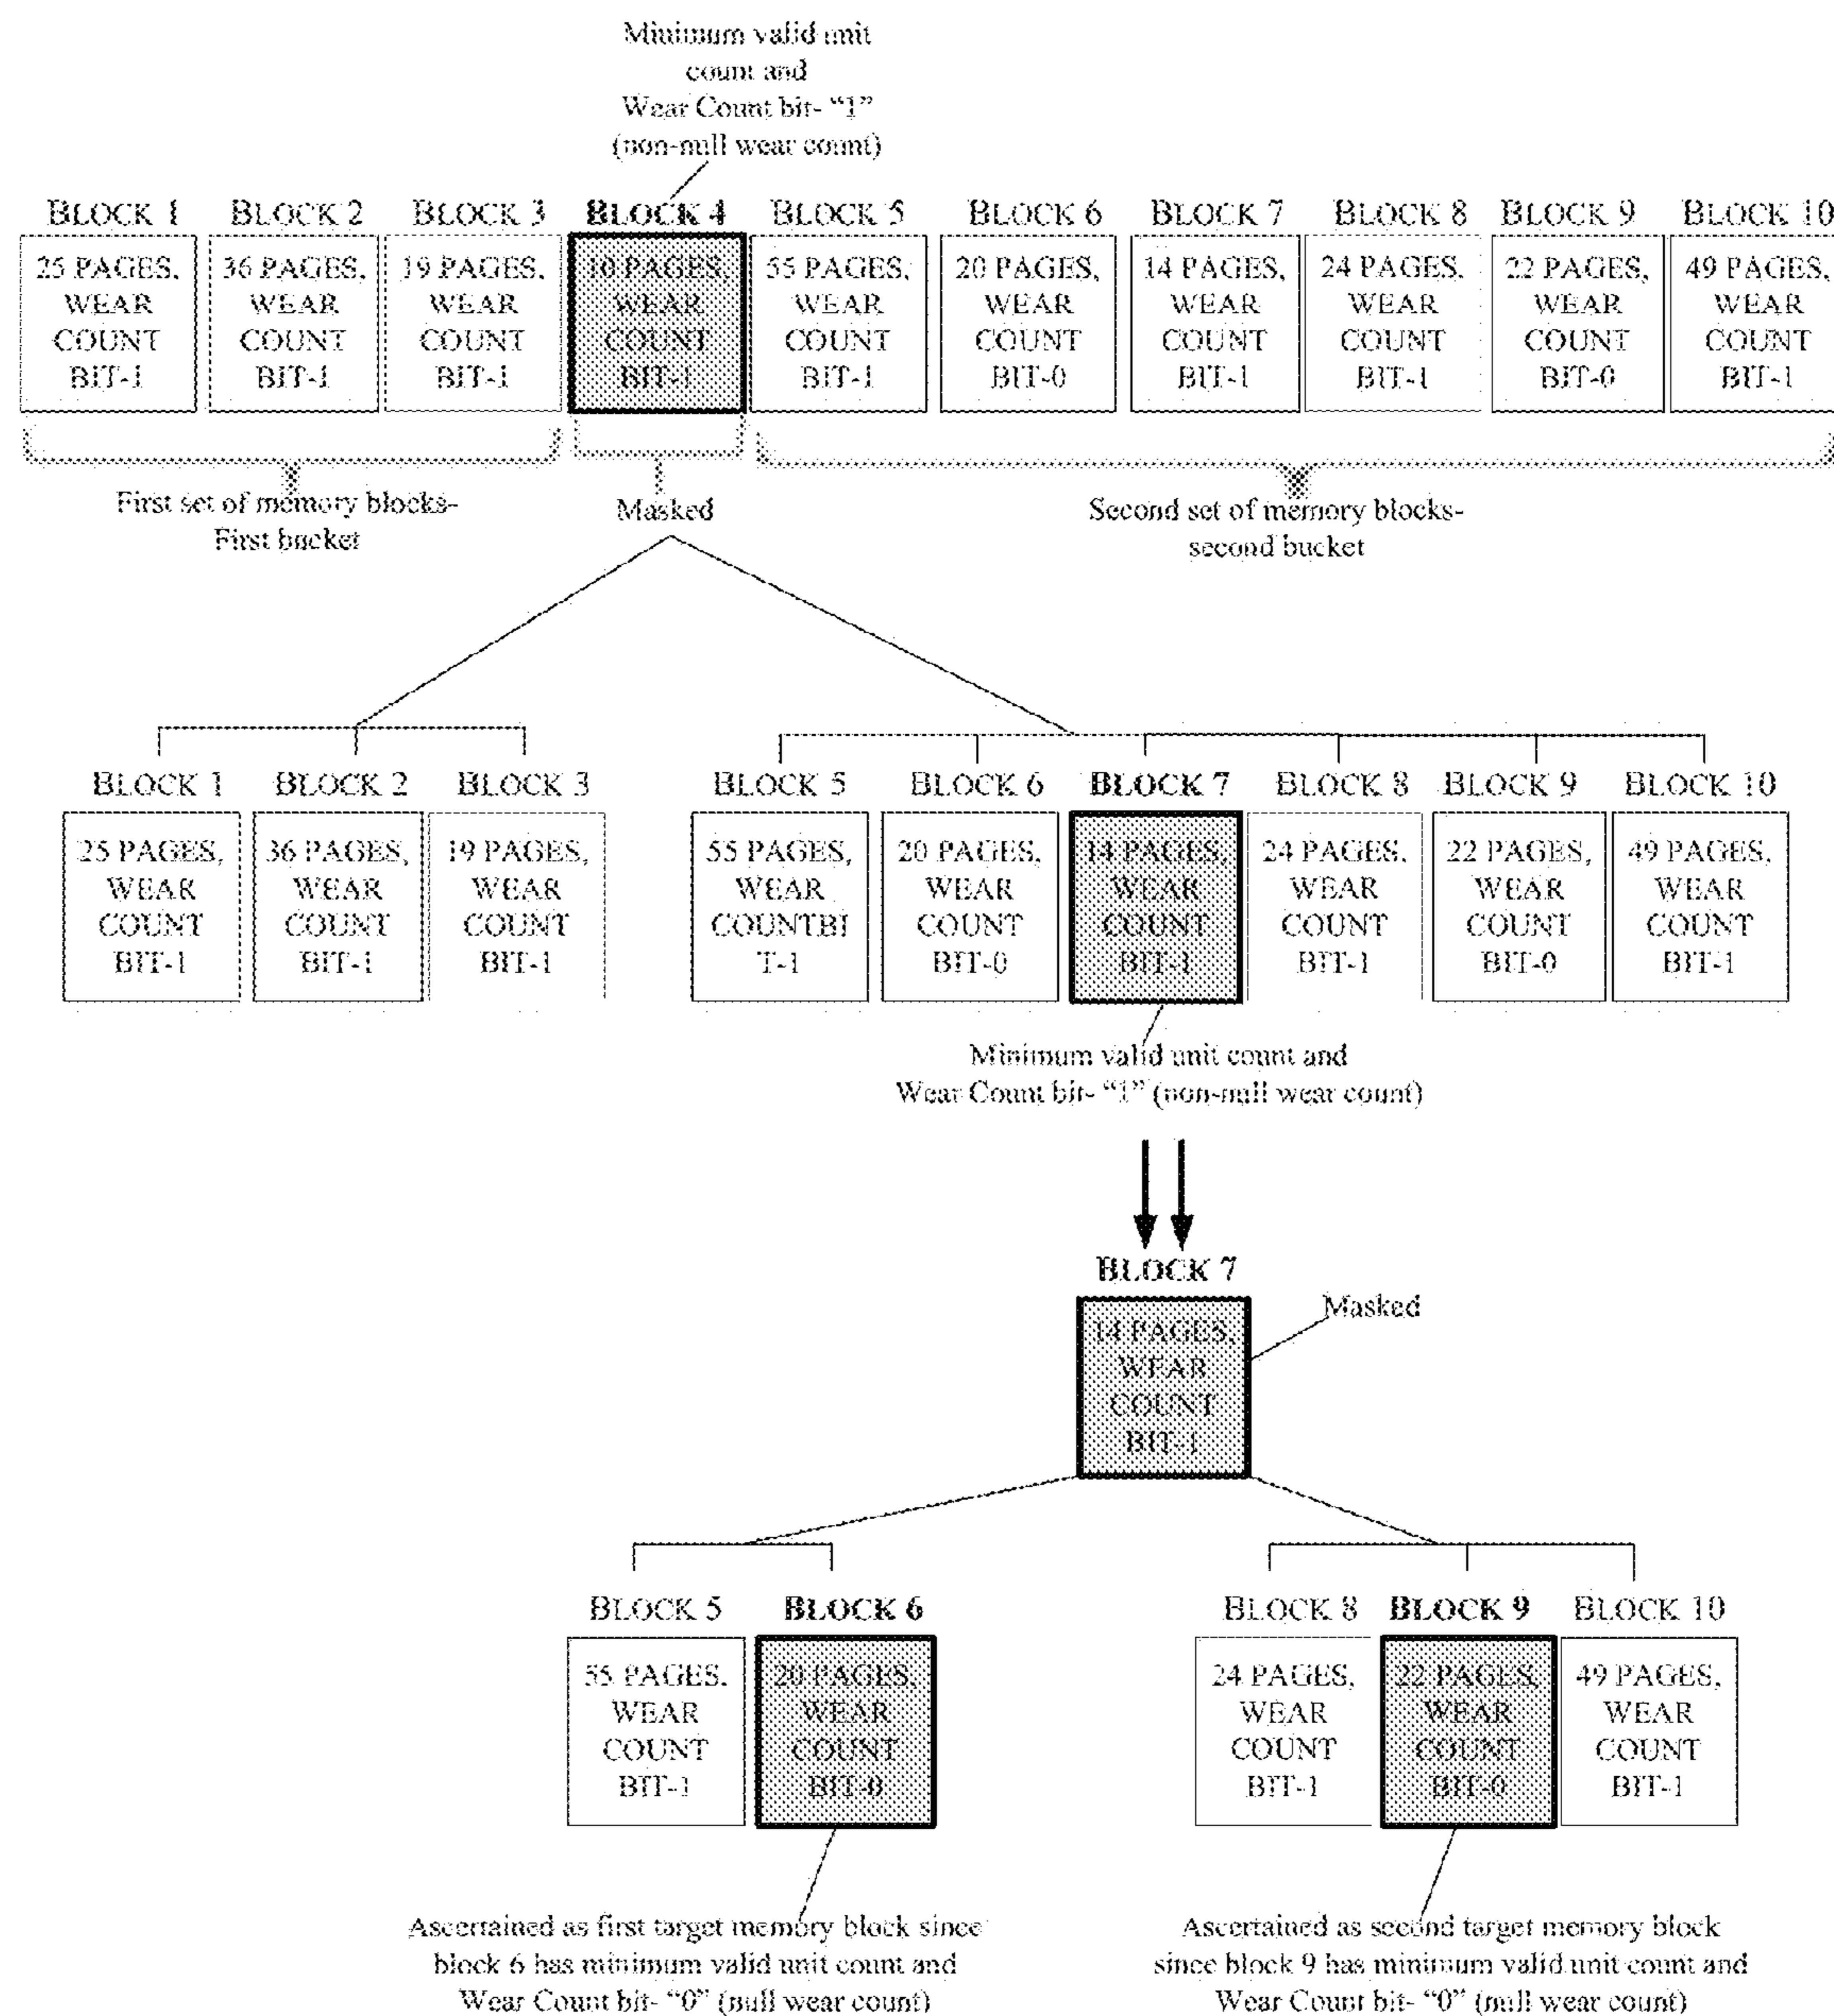 Minimum valid unit
count and
Wear Count bit- “1”
(non-null wear count)
BLOCK 1 BLOCK 2 BLOCK 3 BLOCK 4 BLOCK 5 BLOCK 6 BLOCK 7 BLOCK 8 BLOCK 9 BLOCK 10
25 PAGES, 36 PAGES, 19 PAGES, 10 PAGES, 55 PAGES, 20 PAGES, 14 PAGES, 24 PAGES, 22 PAGES, 49 PAGES,
WEAR WEAR WEAR WEAR WEAR WEAR WEAR WEAR WEAR WEAR
COUNT COUNT COUNT COUNT COUNT COUNT COUNT COUNT COUNT COUNT
BIT-1 BIT-1 BIT-1 BIT-1 BIT-1 BIT-0 BIT-1 BIT-1 BIT-0 BIT-1
First set of memory blocks-
First bucket
Masked
Second set of memory blocks-
second bucket
BLOCK 1 BLOCK 2 BLOCK 3 BLOCK 5 BLOCK 6 BLOCK 7 BLOCK 8 BLOCK 9 BLOCK 10
25 PAGES, 36 PAGES, 19 PAGES, 55 PAGES, 20 PAGES, 14 PAGES, 24 PAGES, 22 PAGES, 49 PAGES,
WEAR WEAR WEAR WEAR WEAR WEAR WEAR WEAR WEAR
COUNT COUNT COUNT COUNTBI COUNT COUNT COUNT COUNT COUNT
BIT-1 BIT-1 BIT-1 T-1 BIT-0 BIT-1 BIT-1 BIT-0 BIT-1
Minimum valid unit count and
Wear Count bit- “1” (non-null wear count)
BLOCK 7
Masked
14 PAGES,
WEAR
COUNT
BIT-1
BLOCK 5 BLOCK 6 BLOCK 8 BLOCK 9 BLOCK 10
55 PAGES, 20 PAGES, 24 PAGES, 22 PAGES, 49 PAGES,
WEAR WEAR WEAR WEAR WEAR
COUNT COUNT COUNT COUNT COUNT
BIT-1 BIT-0 BIT-1 BIT-0 BIT-1
Ascertained as first target memory block since
block 6 has minimum valid unit count and
Wear Count bit- “0” (null wear count)
Ascertained as second target memory block
since block 9 has minimum valid unit count and
Wear Count bit- “0” (null wear count)